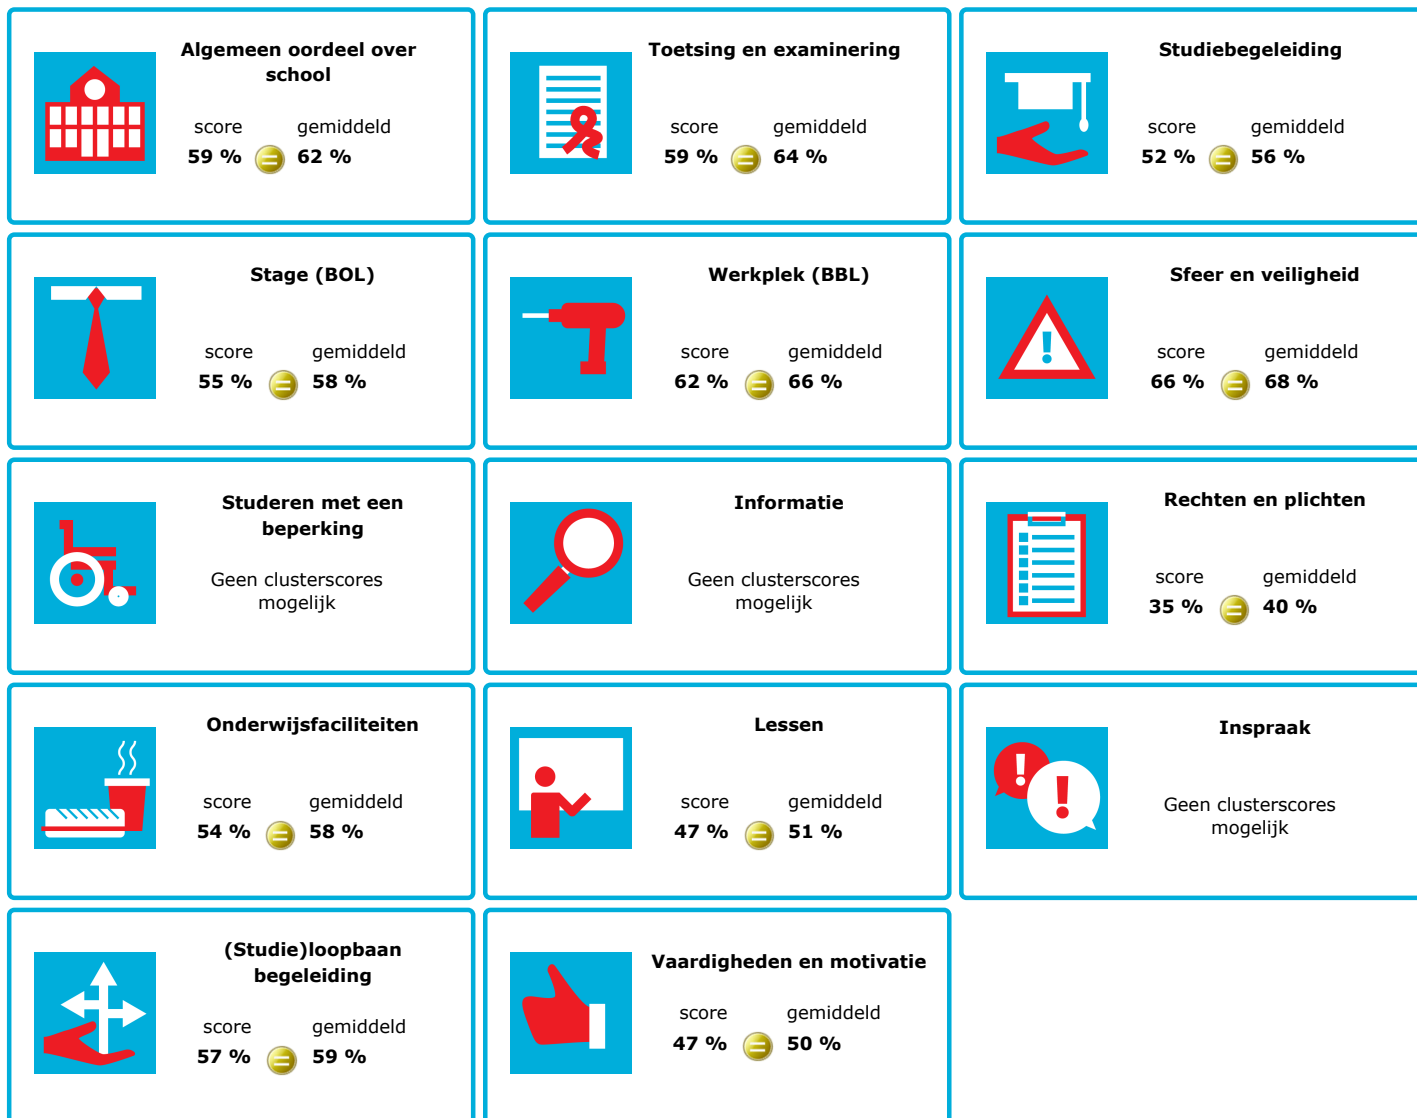 Algemeen oordeel over
school
score gemiddeld
59 % = 62 %
Toetsing en examinering
score gemiddeld
59 % = 64 %
Studiebegeleiding
score gemiddeld
52 % = 56 %
Stage (BOL)
score gemiddeld
55 % = 58 %
Werkplek (BBL)
score gemiddeld
62 % = 66 %
Sfeer en veiligheid
score gemiddeld
66 % = 68 %
Studeren met een
beperking
Geen clusterscores
mogelijk
Informatie
Geen clusterscores
mogelijk
Rechten en plichten
score gemiddeld
35 % = 40 %
Onderwijsfaciliteiten
score gemiddeld
54 % = 58 %
Lessen
score gemiddeld
47 % = 51 %
Inspraak
Geen clusterscores
mogelijk
(Studie)loopbaan
begeleiding
score gemiddeld
57 % = 59 %
Vaardigheden en motivatie
score gemiddeld
47 % = 50 %